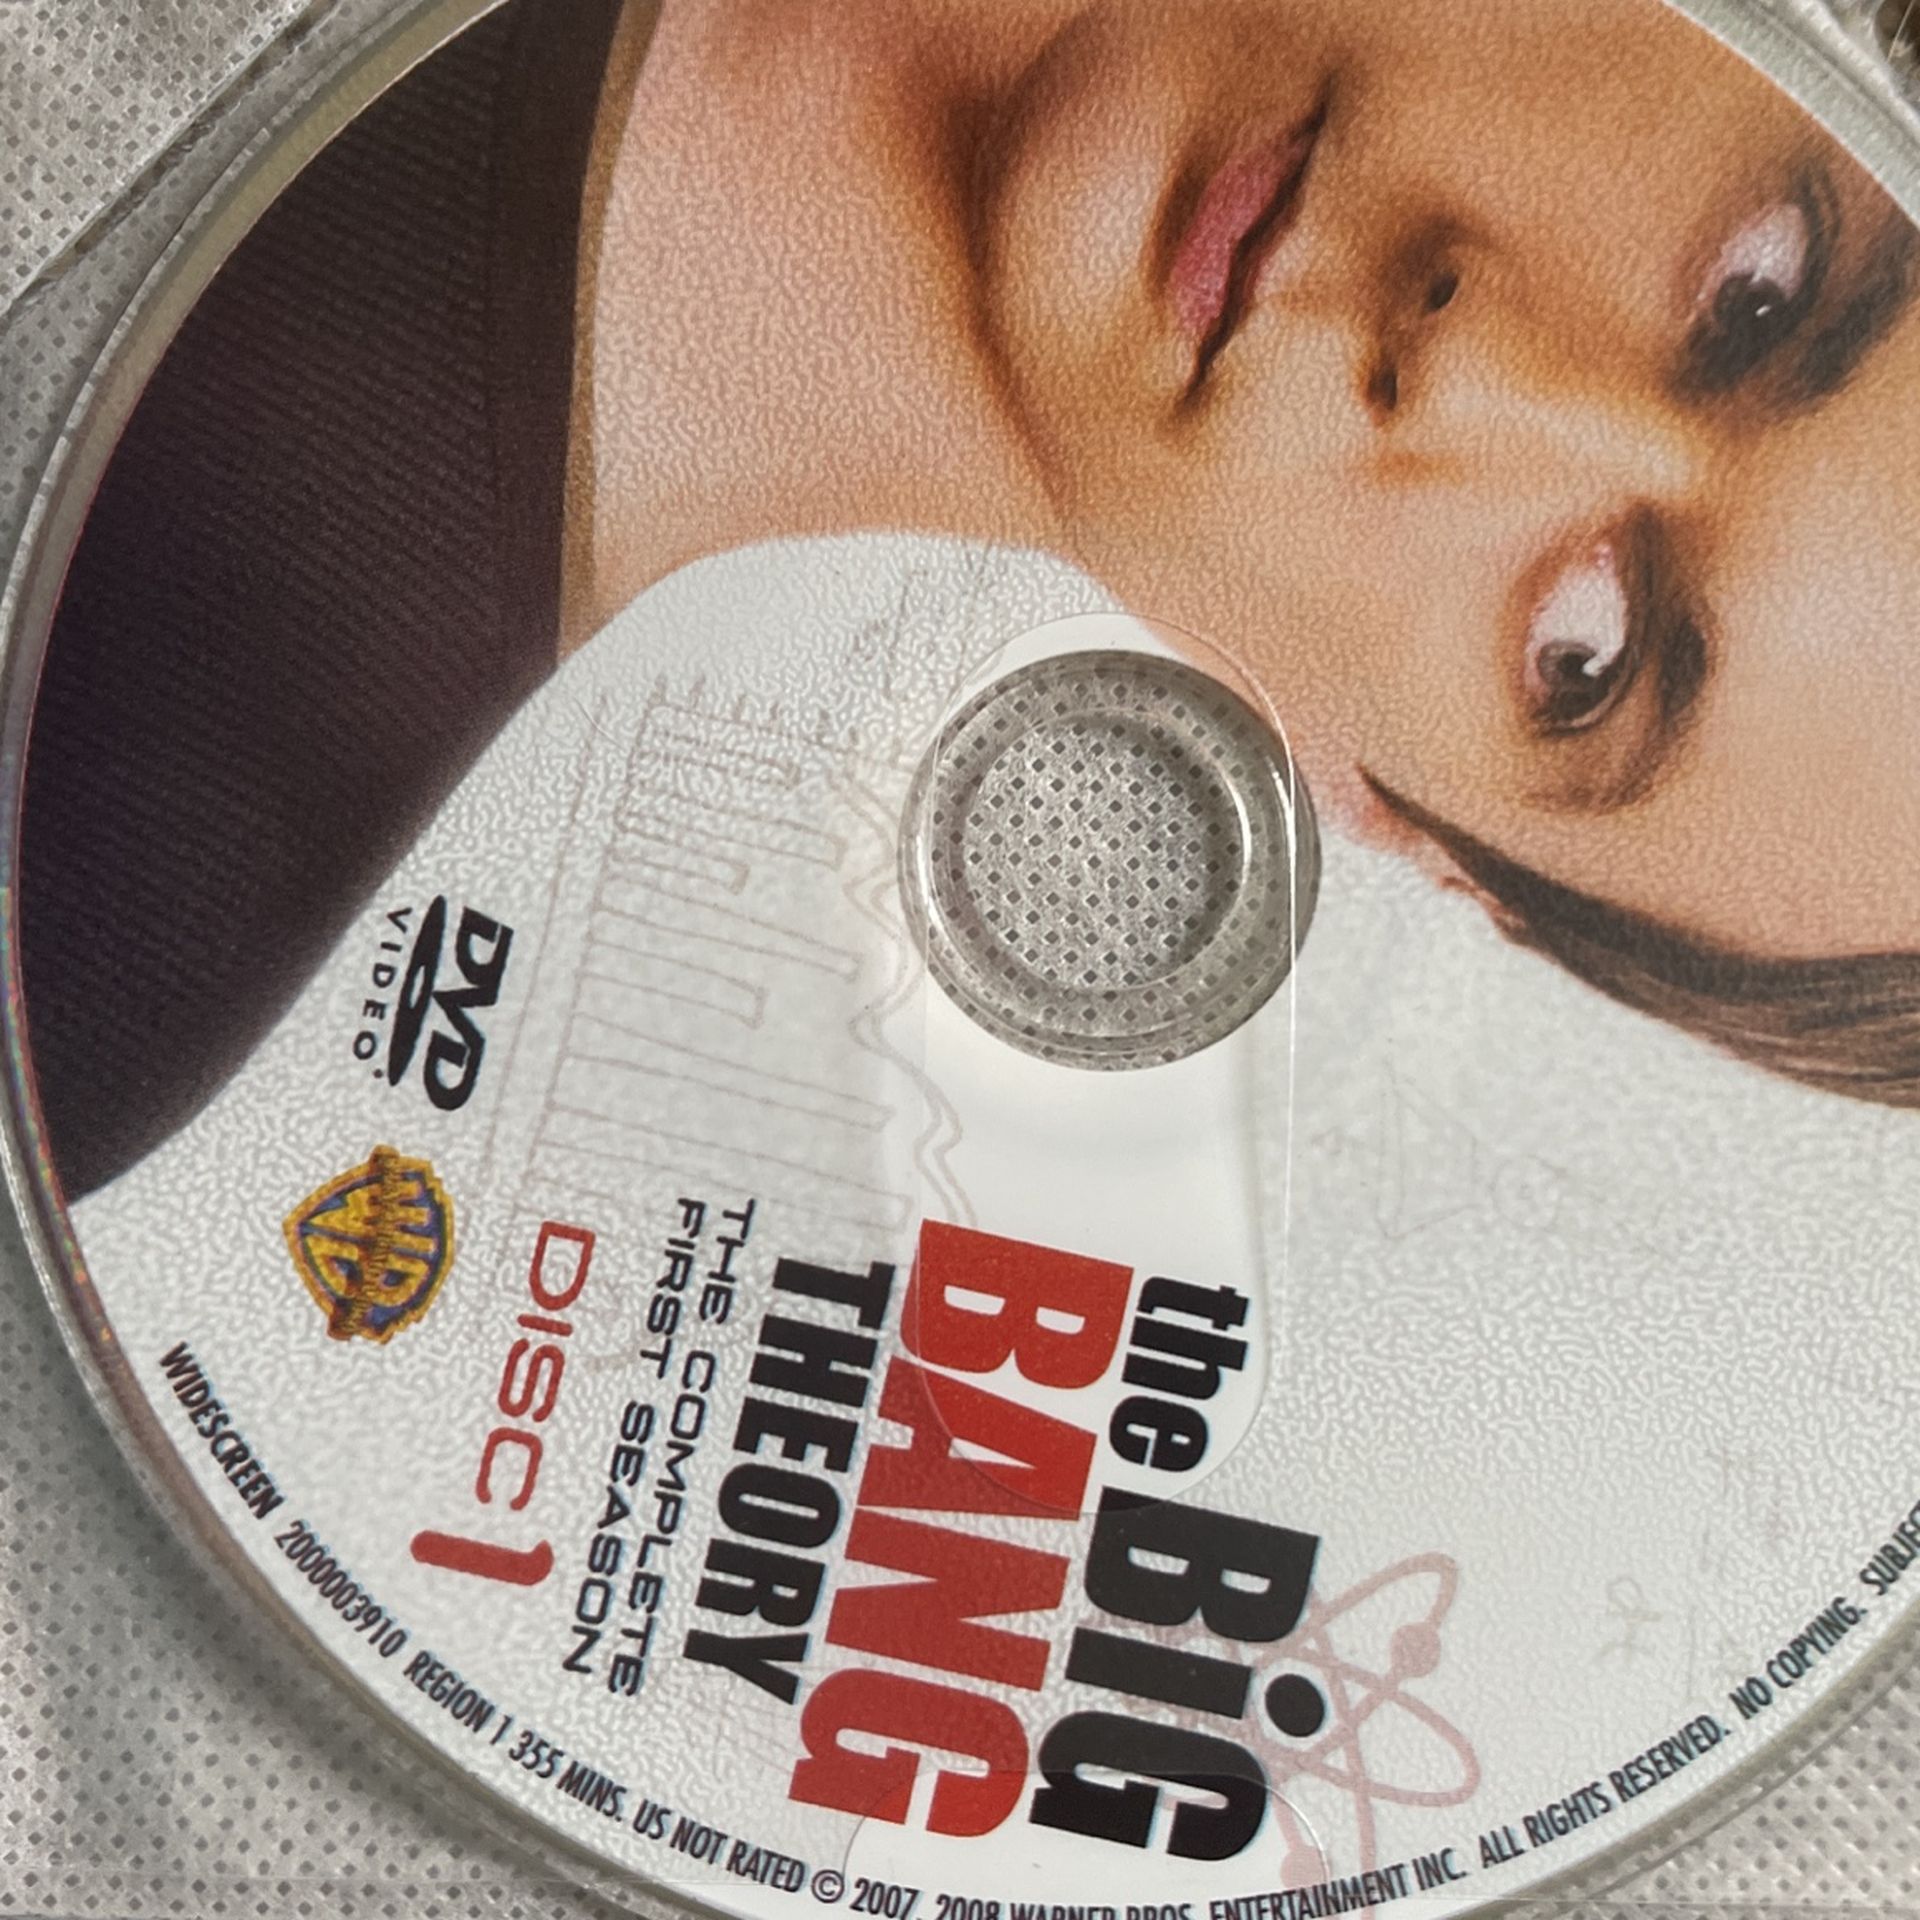 the BiG
BANG
THEORY
THE COMPLETE
FIRST SEASON
DISC 1
DVD
VIDEO
WB
WIDESCREEN 2000003910 REGION 1 355 MINS. US NOT RATED © 2007, 2008 WARNER BROS. ENTERTAINMENT INC. ALL RIGHTS RESERVED. NO COPYING.